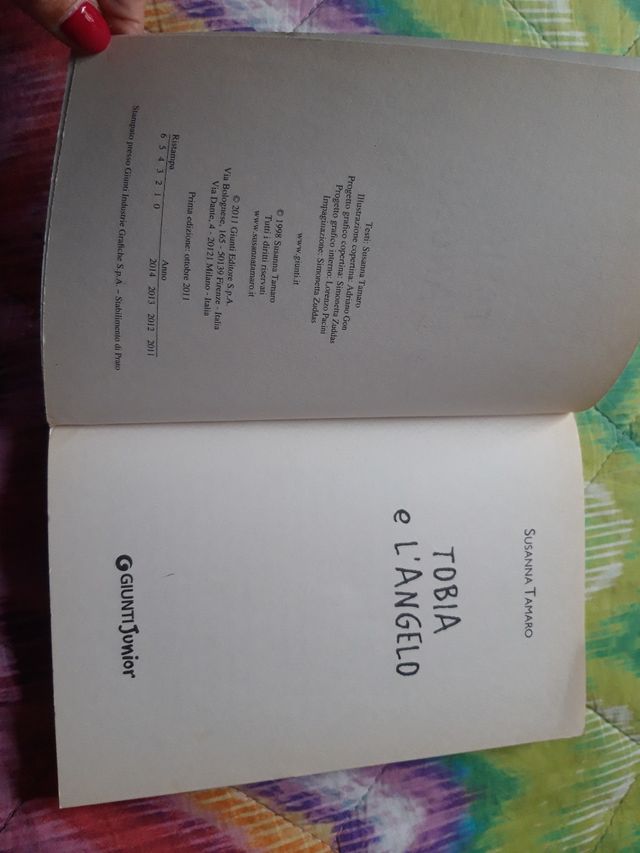 Testi: Susanna Tamaro
Illustrazione copertina: Adriano Gon
Progetto grafico copertina: Simonetta Zuddas
Progetto grafico interno: Lorenzo Pacini
Impaginazione: Simonetta Zuddas
www.giunti.it
© 1998 Susanna Tamaro
Tutti i diritti riservati
www.susannatamaro.it
© 2011 Giunti Editore S.p.A.
Via Bolognese, 165 - 50139 Firenze - Italia
Via Dante, 4 - 20121 Milano - Italia
Prima edizione: ottobre 2011
Ristampa Anno
6 5 4 3 2 1 0 2014 2013 2012 2011
Stampato presso Giunti Industrie Grafiche S.p.A. – Stabilimento di Prato
SUSANNA TAMARO
TOBIA
e L'ANGELO
GIUNTI Junior